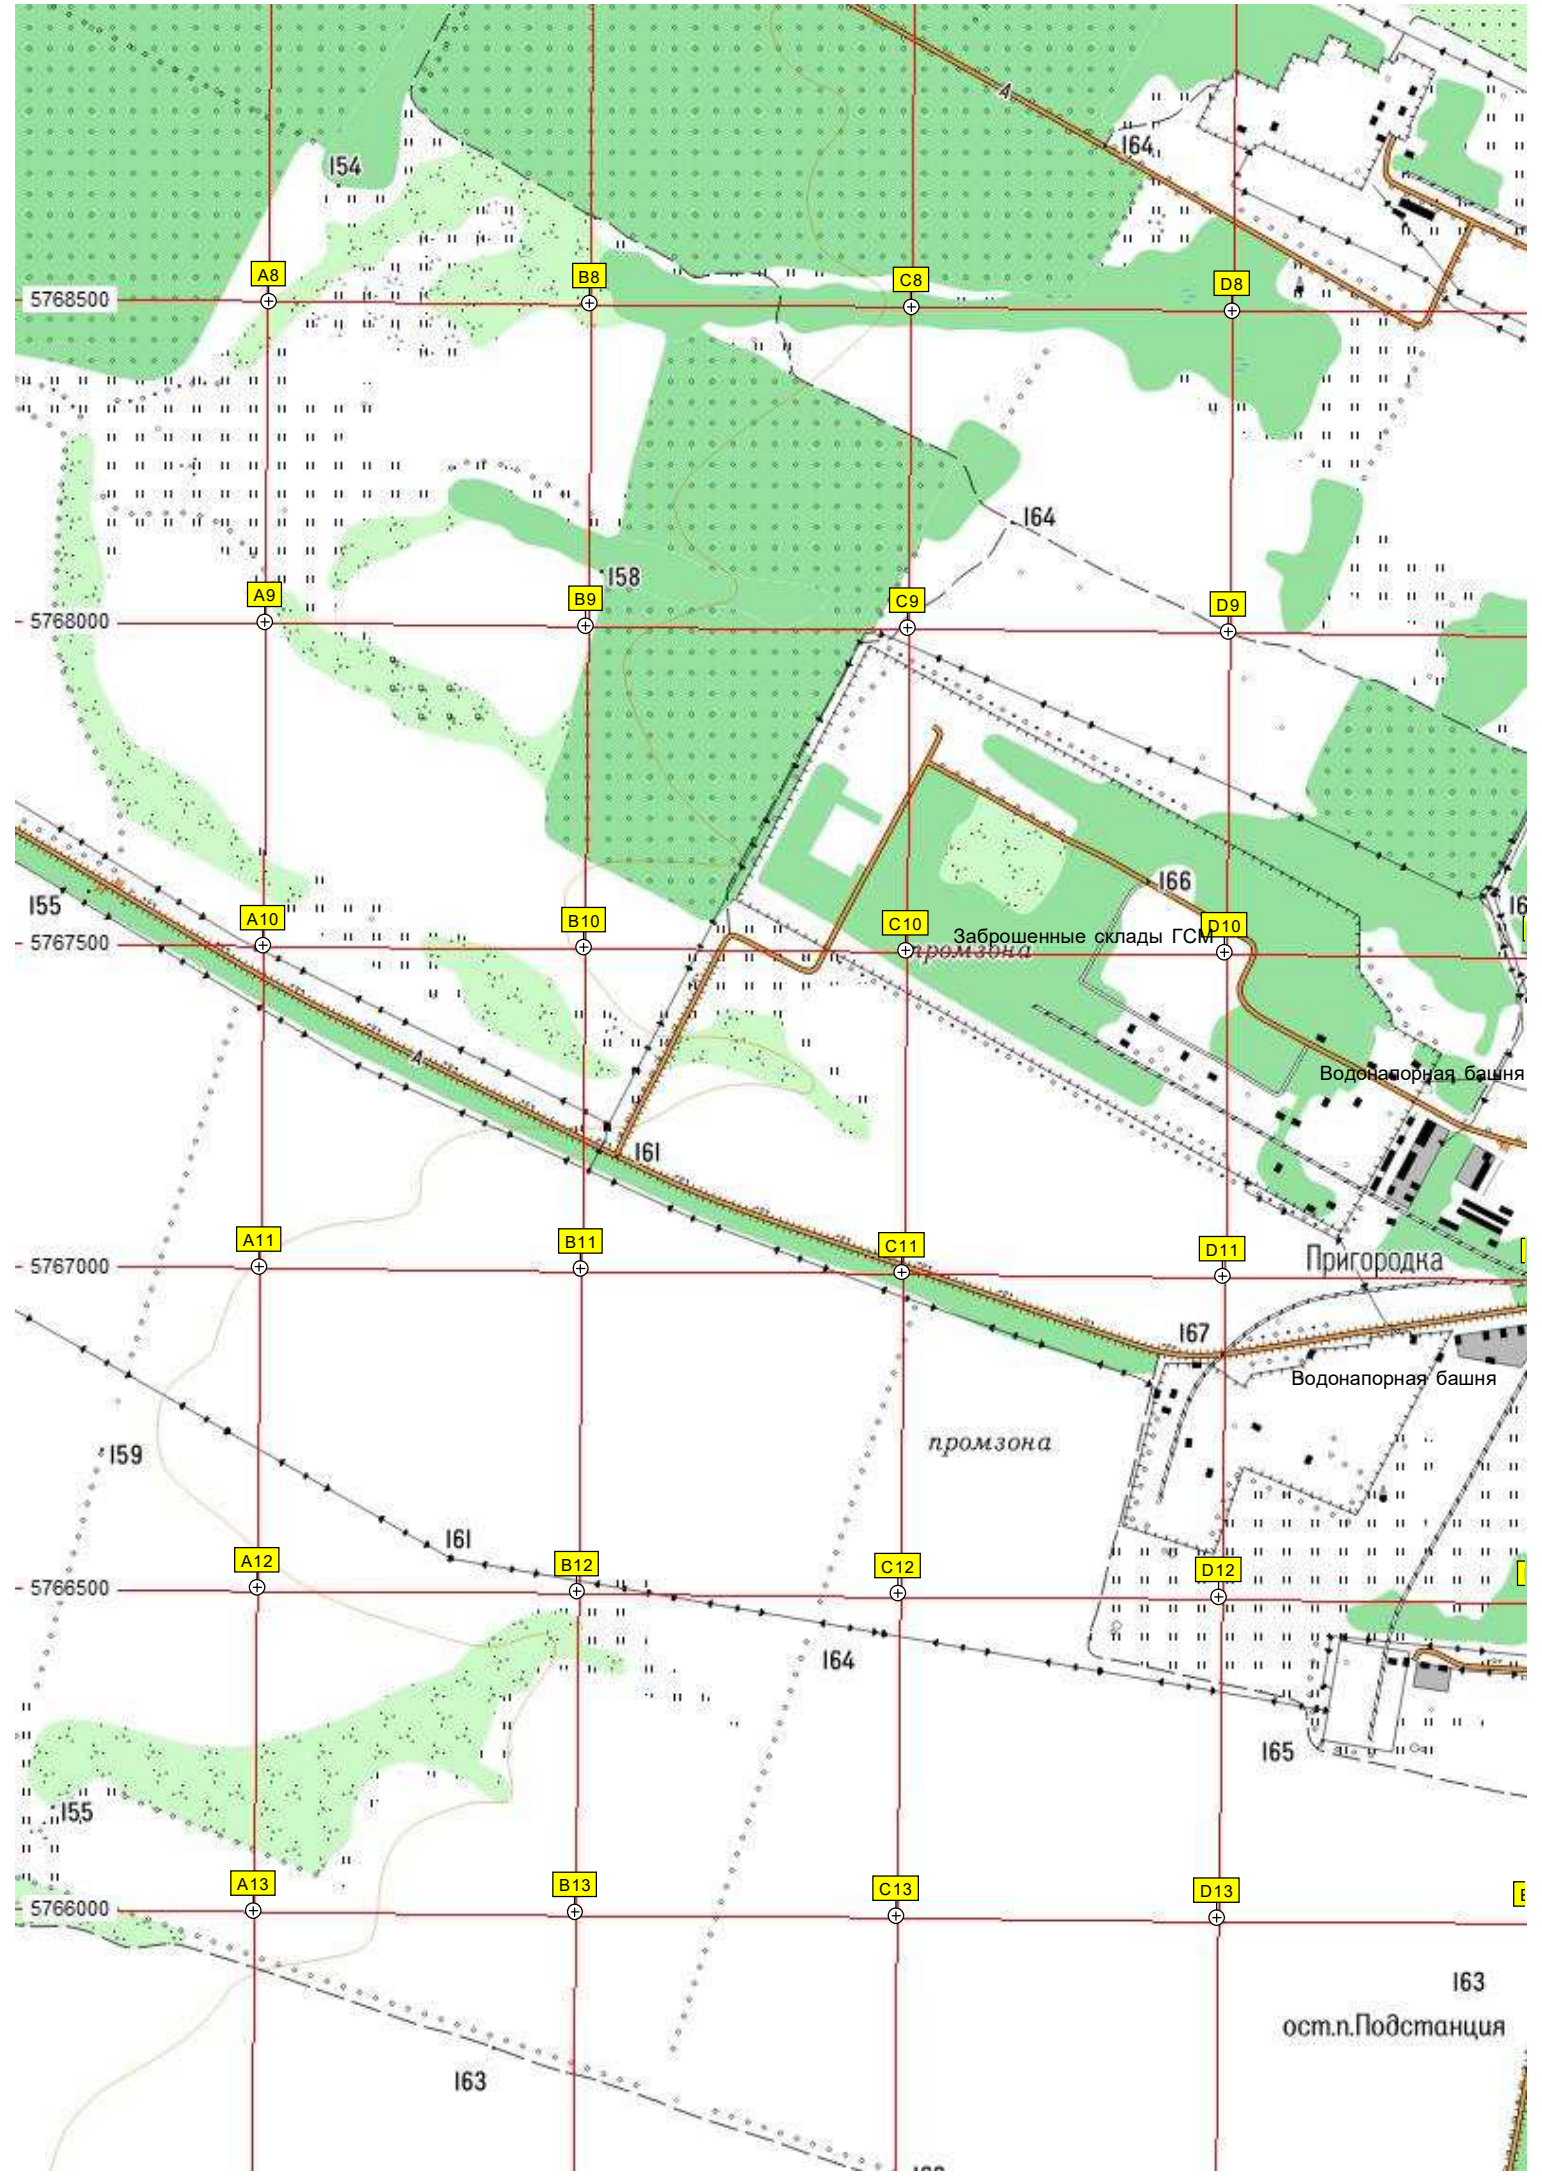 А
164
154
A8
B8
C8
D8
5768500
164
158
A9
B9
C9
D9
5768000
166
155
A10
B10
C10
D10
5767500
Заброшенные склады ГСМ
промзона
А
Водонапорная башня
161
A11
B11
C11
D11
5767000
Пригородка
167
Водонапорная башня
промзона
159
161
A12
B12
C12
D12
5766500
164
165
155
A13
B13
C13
D13
5766000
163
ост.п.Подстанция
163